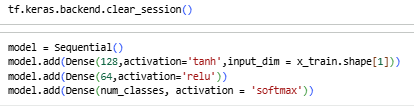 tf.keras.backend.clear_session()
model = Sequential()
model.add(Dense(128,activation='tanh',input_dim = x_train.shape[1]))
model.add(Dense(64,activation='relu'))
model.add(Dense(num_classes, activation = 'softmax'))